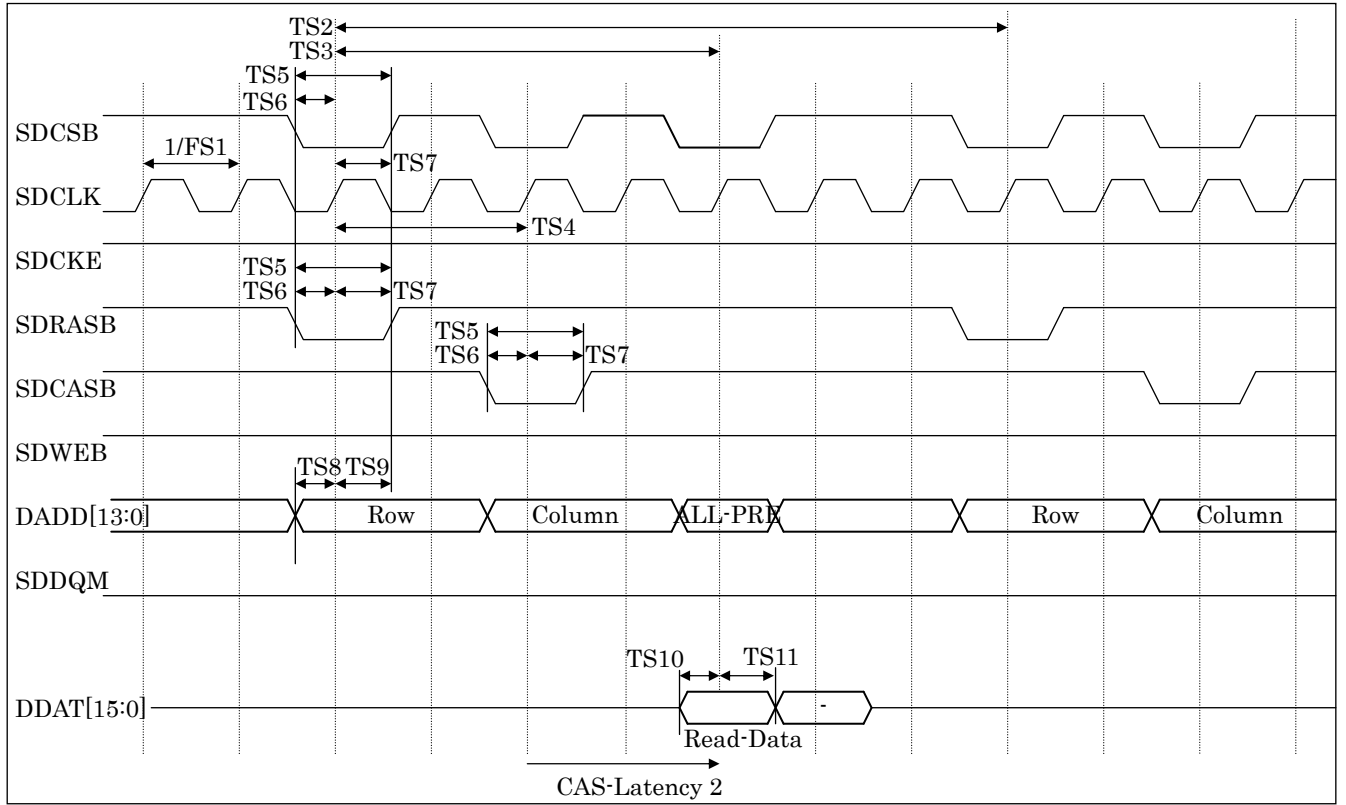 TS2
TS3
TS5
TS6
SDCSB
1/FS1
TS7
SDCLK
TS4
SDCKE
TS5
TS6
TS7
SDRASB
TS5
TS6
TS7
SDCASB
SDWEB
TS8 TS9
DADD[13:0]
Row
Column
ALL-PRE
Row
Column
SDDQM
TS10
TS11
DDAT[15:0]
-
Read-Data
CAS-Latency 2